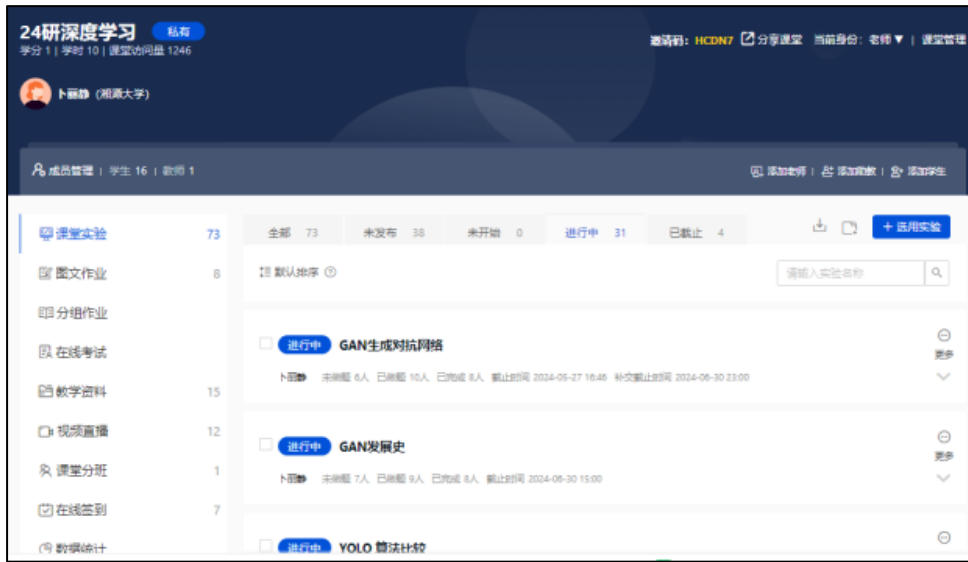 24研深度学习 私有
学分 1 | 学时 10 | 课堂访问量 1246
邀请码：HCDN7 分享课堂 当前身份：老师▼ | 课堂管理
卜丽静（湘潭大学）
成员管理 | 学生 16 | 教师 1
添加老师 | 添加助教 | 添加学生
课堂实验 73
图文作业 8
分组作业
在线考试
教学资料 15
视频直播 12
课堂分班 1
在线签到 7
数据统计
全部 73 未发布 38 未开始 0 进行中 31 已截止 4
+ 选用实验
默认排序
请输入实验名称
进行中 GAN生成对抗网络
更多
卜丽静 未做题 6人 已做题 10人 已完成 8人 截止时间 2024-05-27 16:46 补交截止时间 2024-06-30 23:00
进行中 GAN发展史
更多
卜丽静 未做题 7人 已做题 9人 已完成 8人 截止时间 2024-06-30 15:00
进行中 YOLO 算法比较